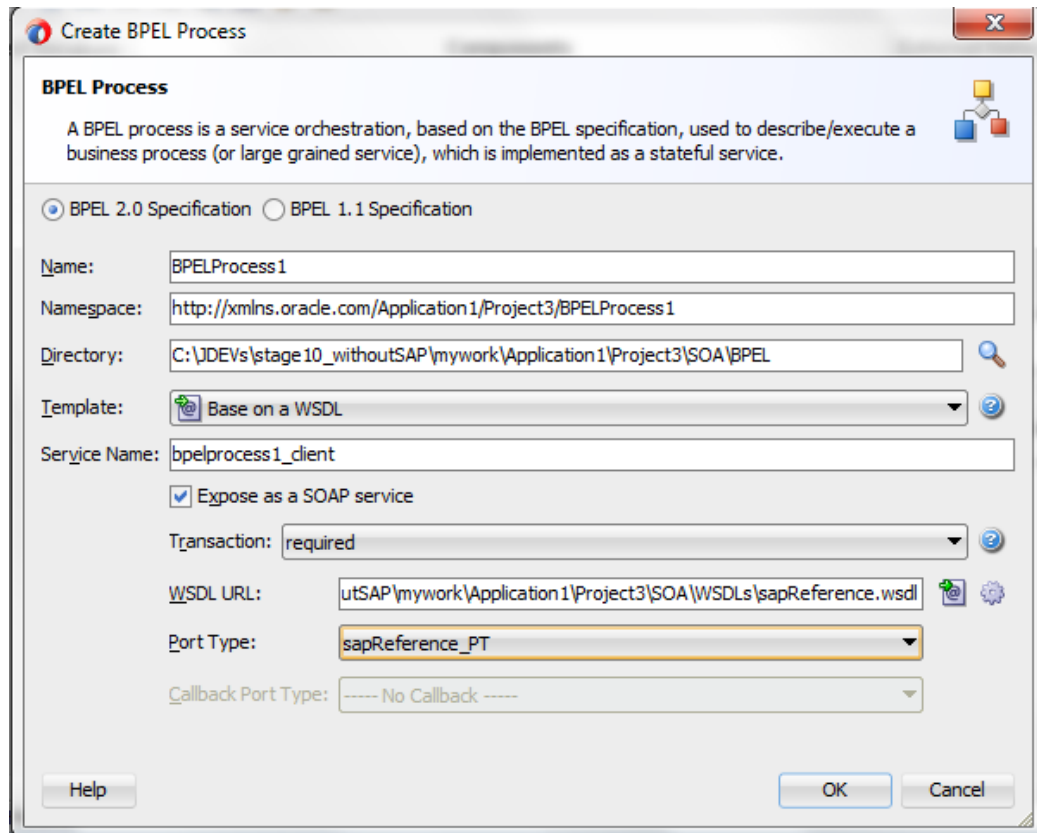 Create BPEL Process
BPEL Process
A BPEL process is a service orchestration, based on the BPEL specification, used to describe/execute a
business process (or large grained service), which is implemented as a stateful service.
BPEL 2.0 Specification BPEL 1.1 Specification
Name: BPELProcess1
Namespace: http://xmlns.oracle.com/Application1/Project3/BPELProcess1
Directory: C:\JDEVs\stage10_withoutSAP\mywork\Application1\Project3\SOA\BPEL
Template: Base on a WSDL
Service Name: bpelprocess1_client
Expose as a SOAP service
Transaction: required
WSDL URL: utSAP\mywork\Application1\Project3\SOA\WSDLs\sapReference.wsdl
Port Type: sapReference_PT
Callback Port Type: ----- No Callback -----
Help OK Cancel